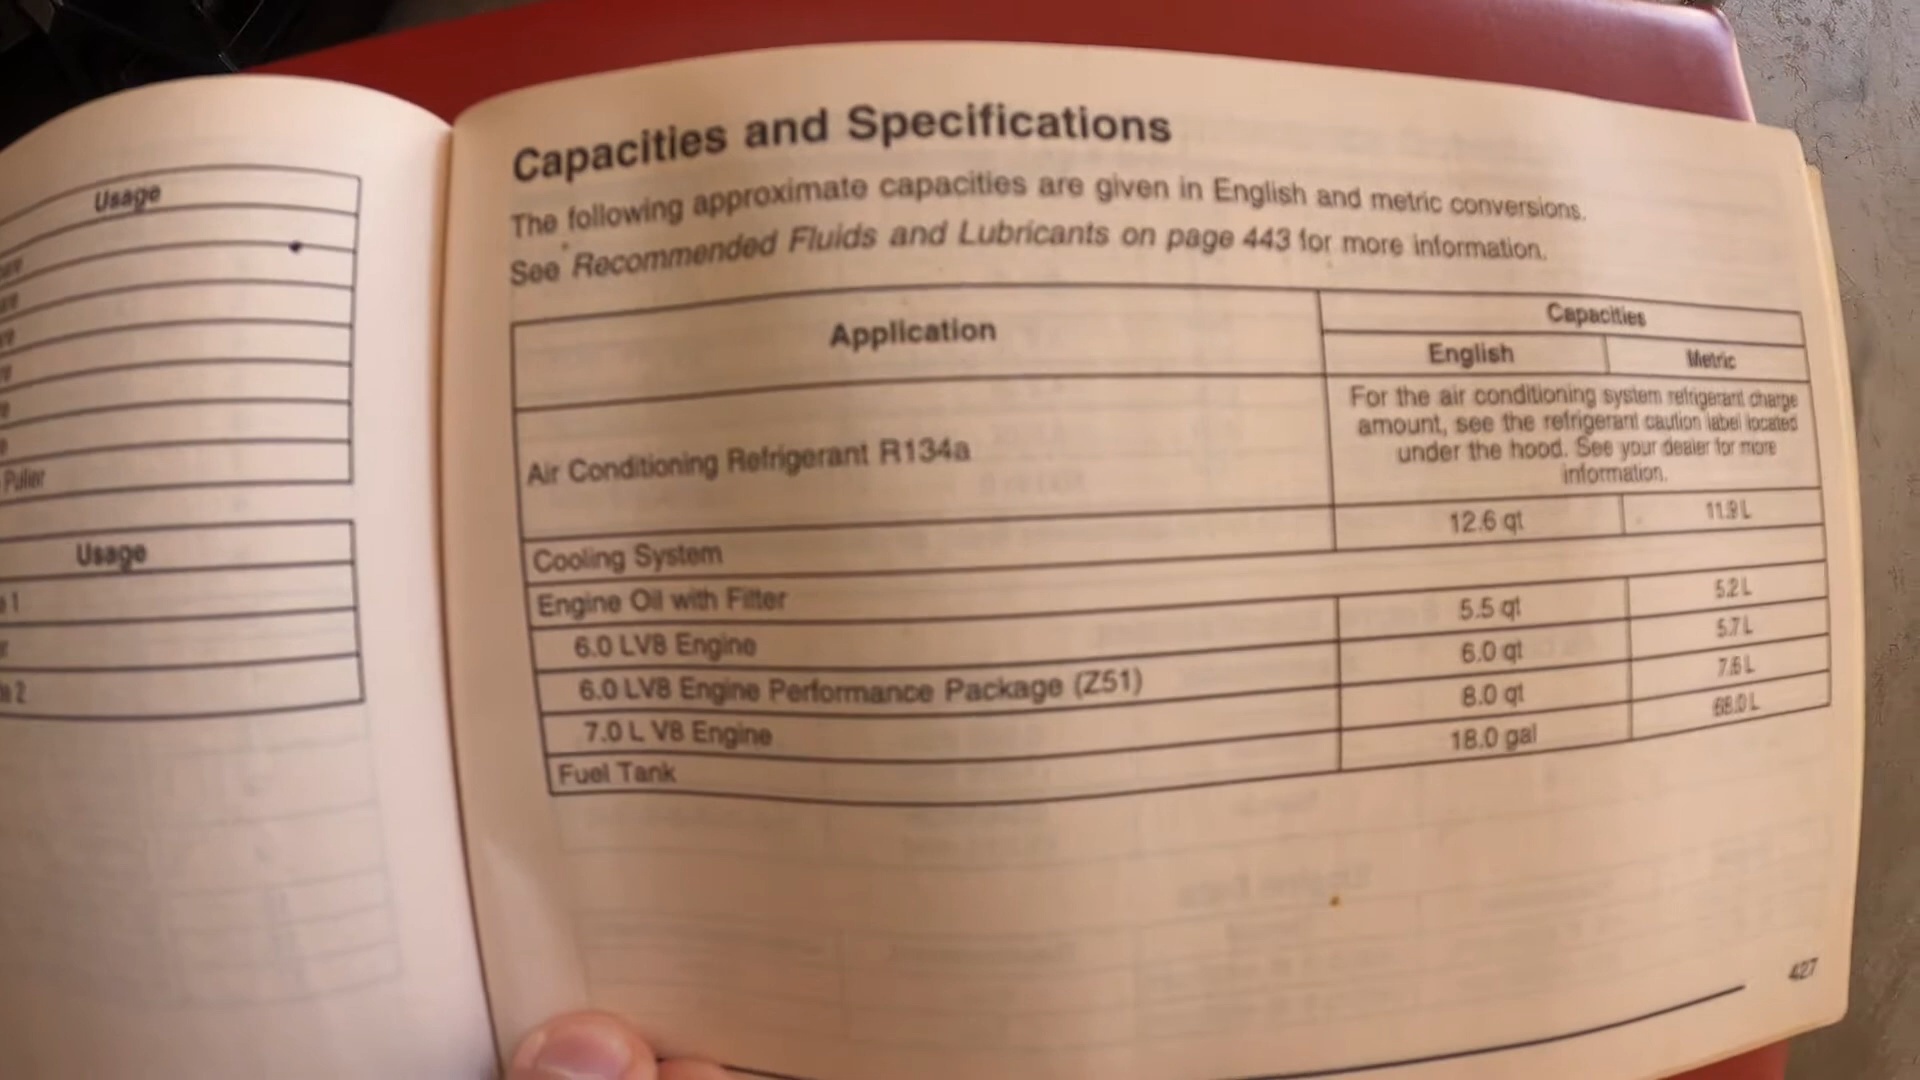 Usage
Puller
Usage
1
2
Capacities and Specifications
The following approximate capacities are given in English and metric conversions.
See Recommended Fluids and Lubricants on page 443 for more information.
Application
Capacities
English
Metric
Air Conditioning Refrigerant R134a
For the air conditioning system refrigerant charge
amount, see the refrigerant caution label located
under the hood. See your dealer for more
information.
Cooling System
12.6 qt
11.9 L
Engine Oil with Filter
6.0 LV8 Engine
5.5 qt
5.2 L
6.0 LV8 Engine Performance Package (Z51)
6.0 qt
5.7 L
7.0 L V8 Engine
8.0 qt
7.6 L
Fuel Tank
18.0 gal
68.0 L
427